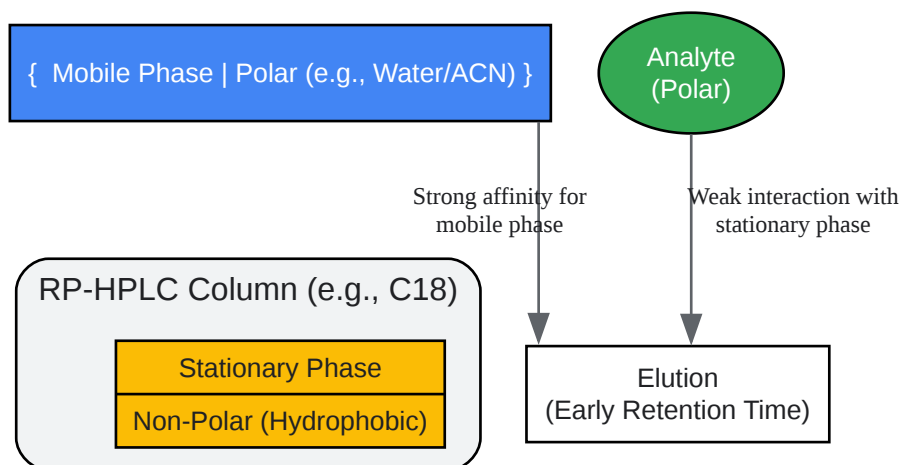 {  Mobile Phase | Polar (e.g., Water/ACN) }
Analyte
(Polar)
Strong affinity for
mobile phase
Weak interaction with
stationary phase
RP-HPLC Column (e.g., C18)
Stationary Phase
Non-Polar (Hydrophobic)
Elution
(Early Retention Time)